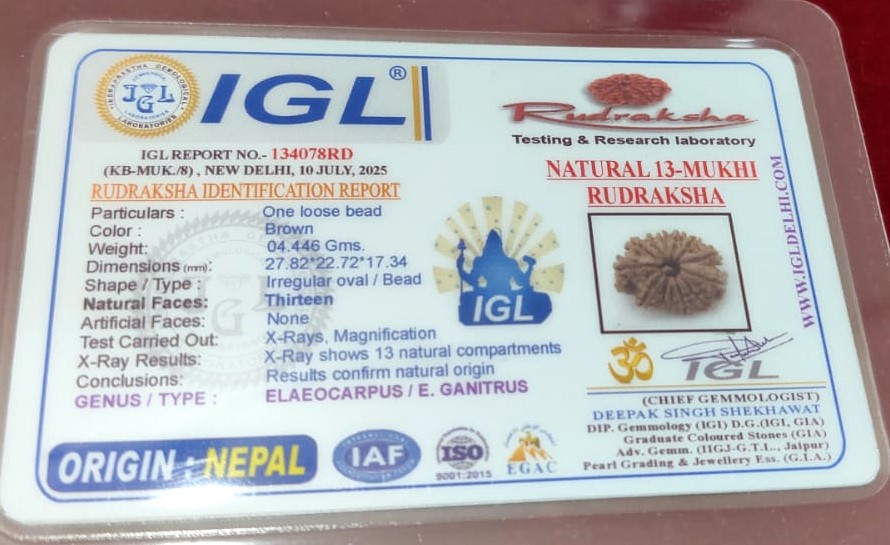 INDRAPRASTHA GEMOLOGICAL LABORATORIES
IGL
IGL®
Rudraksha
Testing & Research laboratory
IGL REPORT NO.- 134078RD
(KB-MUK./8) , NEW DELHI, 10 JULY, 2025
RUDRAKSHA IDENTIFICATION REPORT
Particulars : One loose bead
Color : Brown
Weight: 04.446 Gms.
Dimensions (mm): 27.82*22.72*17.34
Shape / Type : Irregular oval / Bead
Natural Faces: Thirteen
Artificial Faces: None
Test Carried Out: X-Rays, Magnification
X-Ray Results: X-Ray shows 13 natural compartments
Conclusions: Results confirm natural origin
GENUS / TYPE : ELAEOCARPUS / E. GANITRUS
IGL
NATURAL 13-MUKHI
RUDRAKSHA
WWW.IGLDELHI.COM
ॐ
IGL
(CHIEF GEMMOLOGIST)
DEEPAK SINGH SHEKHAWAT
DIP. Gemmology (IGI) D.G.(IGI, GIA)
Graduate Coloured Stones (GIA)
Adv. Gemm. (IIGJ-G.T.L., Jaipur)
Pearl Grading & Jewellery Ess. (G.I.A.)
ORIGIN : NEPAL
IAF
ISO
9001:2015
EGAC